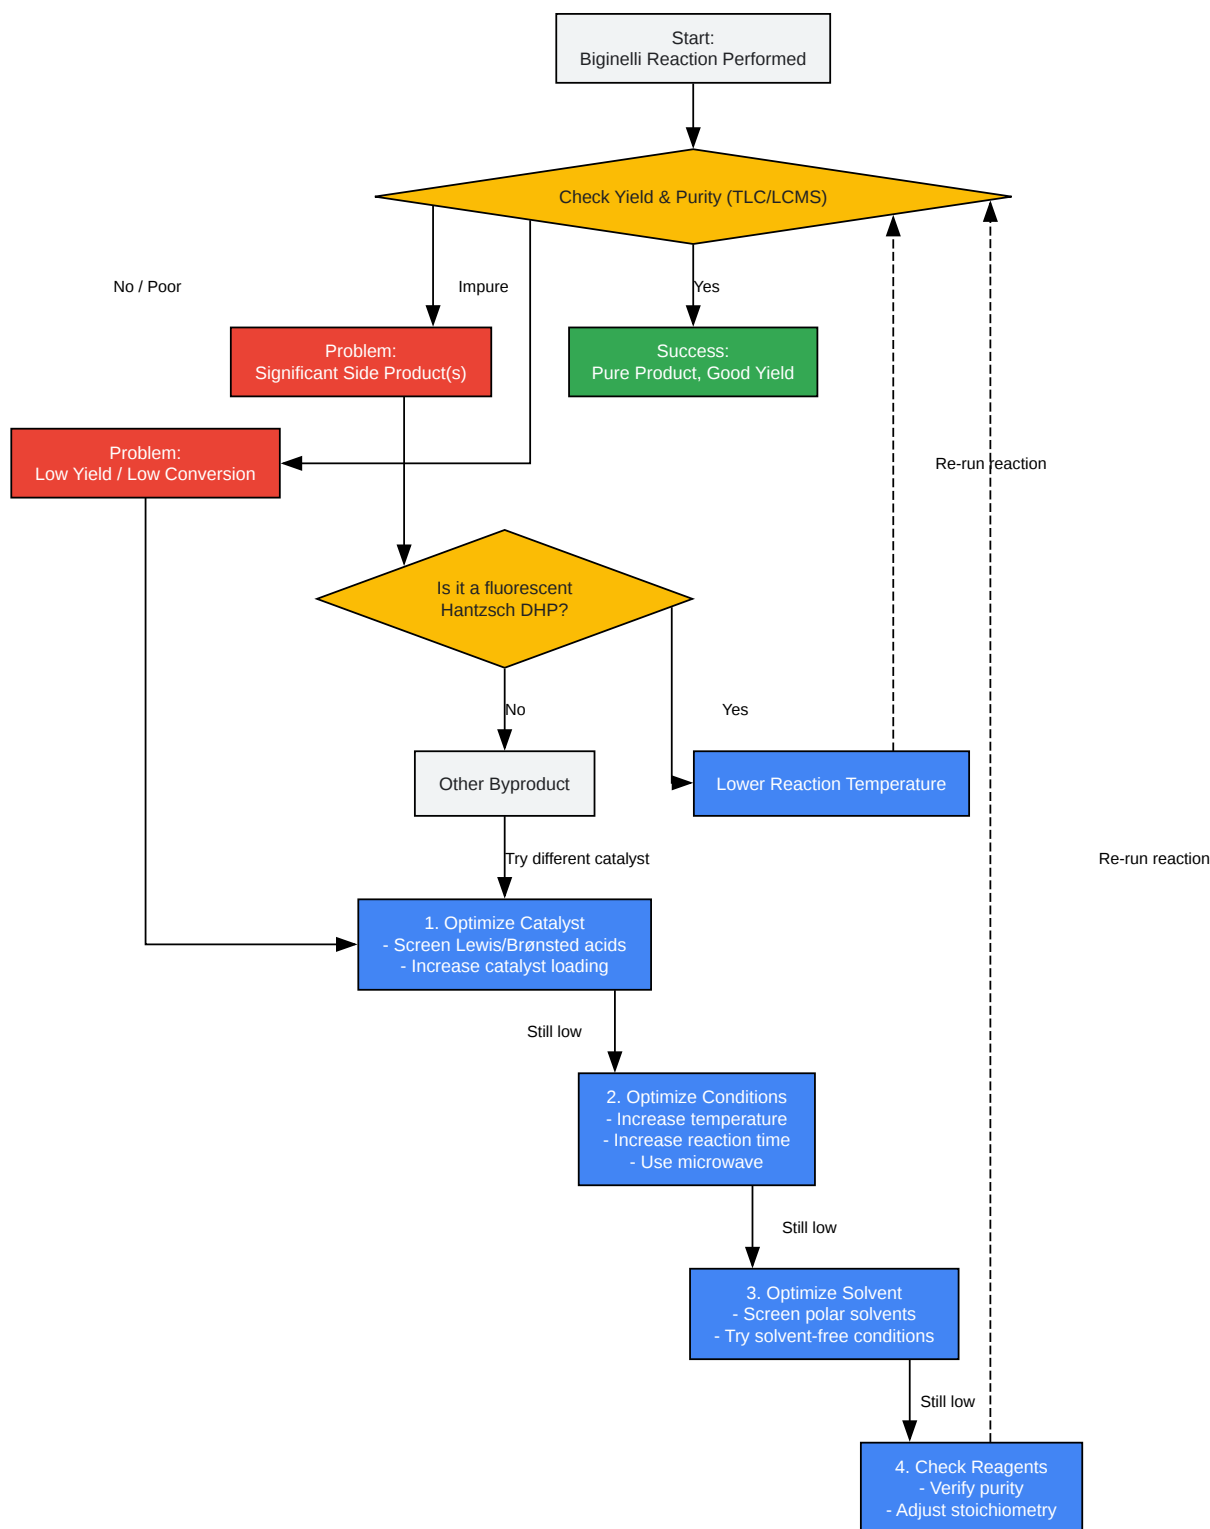 Start:
Biginelli Reaction Performed
Check Yield & Purity (TLC/LCMS)
No / Poor
Impure
Yes
Problem:
Significant Side Product(s)
Success:
Pure Product, Good Yield
Problem:
Low Yield / Low Conversion
Re-run reaction
Is it a fluorescent
Hantzsch DHP?
No
Yes
Other Byproduct
Lower Reaction Temperature
Try different catalyst
Re-run reaction
1. Optimize Catalyst
- Screen Lewis/Brønsted acids
- Increase catalyst loading
Still low
2. Optimize Conditions
- Increase temperature
- Increase reaction time
- Use microwave
Still low
3. Optimize Solvent
- Screen polar solvents
- Try solvent-free conditions
Still low
4. Check Reagents
- Verify purity
- Adjust stoichiometry